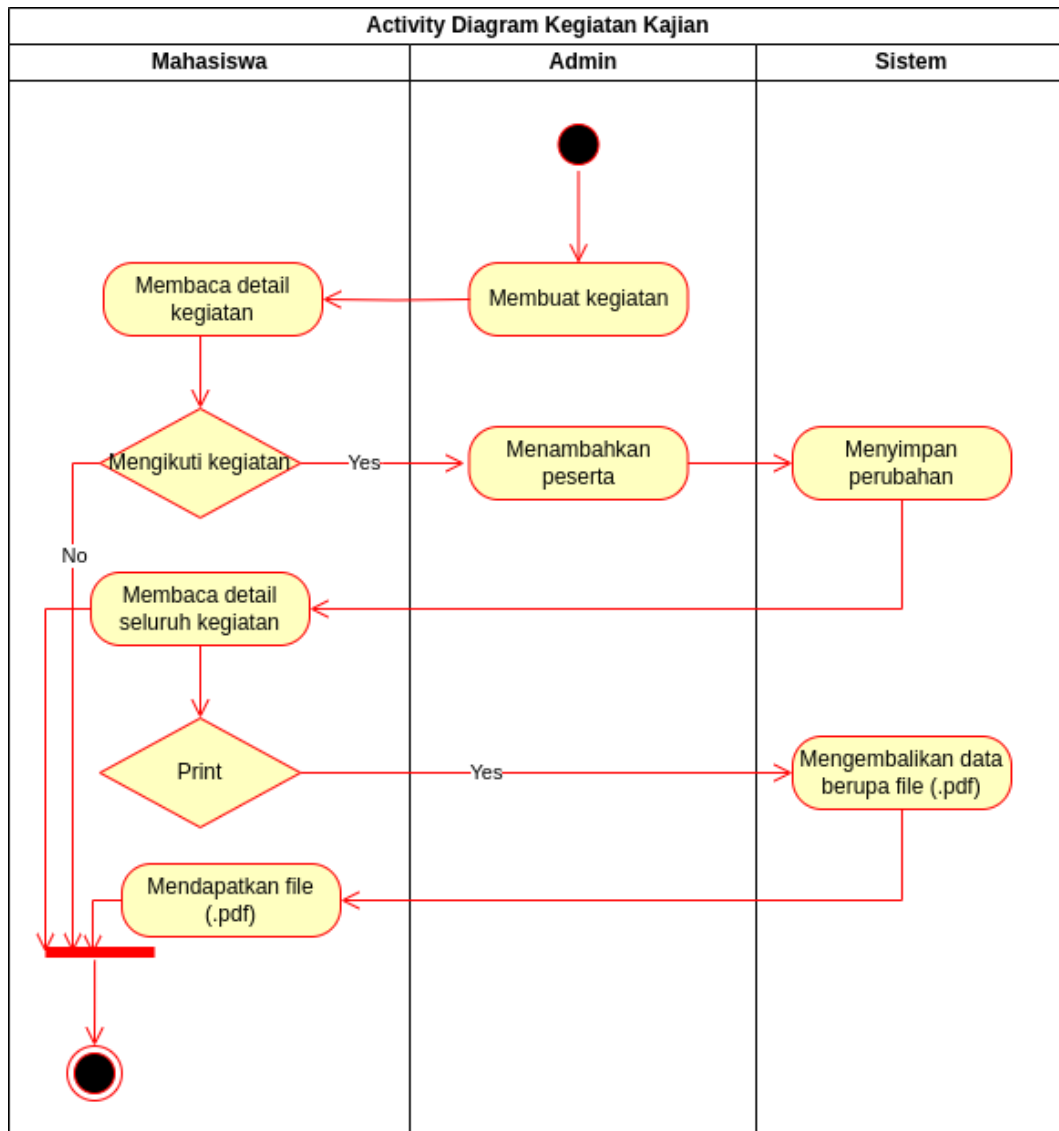 Activity Diagram Kegiatan Kajian
Mahasiswa
Admin
Sistem
Membaca detail
kegiatan
Membuat kegiatan
Mengikuti kegiatan
Yes
Menambahkan
peserta
Menyimpan
perubahan
No
Membaca detail
seluruh kegiatan
Print
Yes
Mengembalikan data
berupa file (.pdf)
Mendapatkan file
(.pdf)